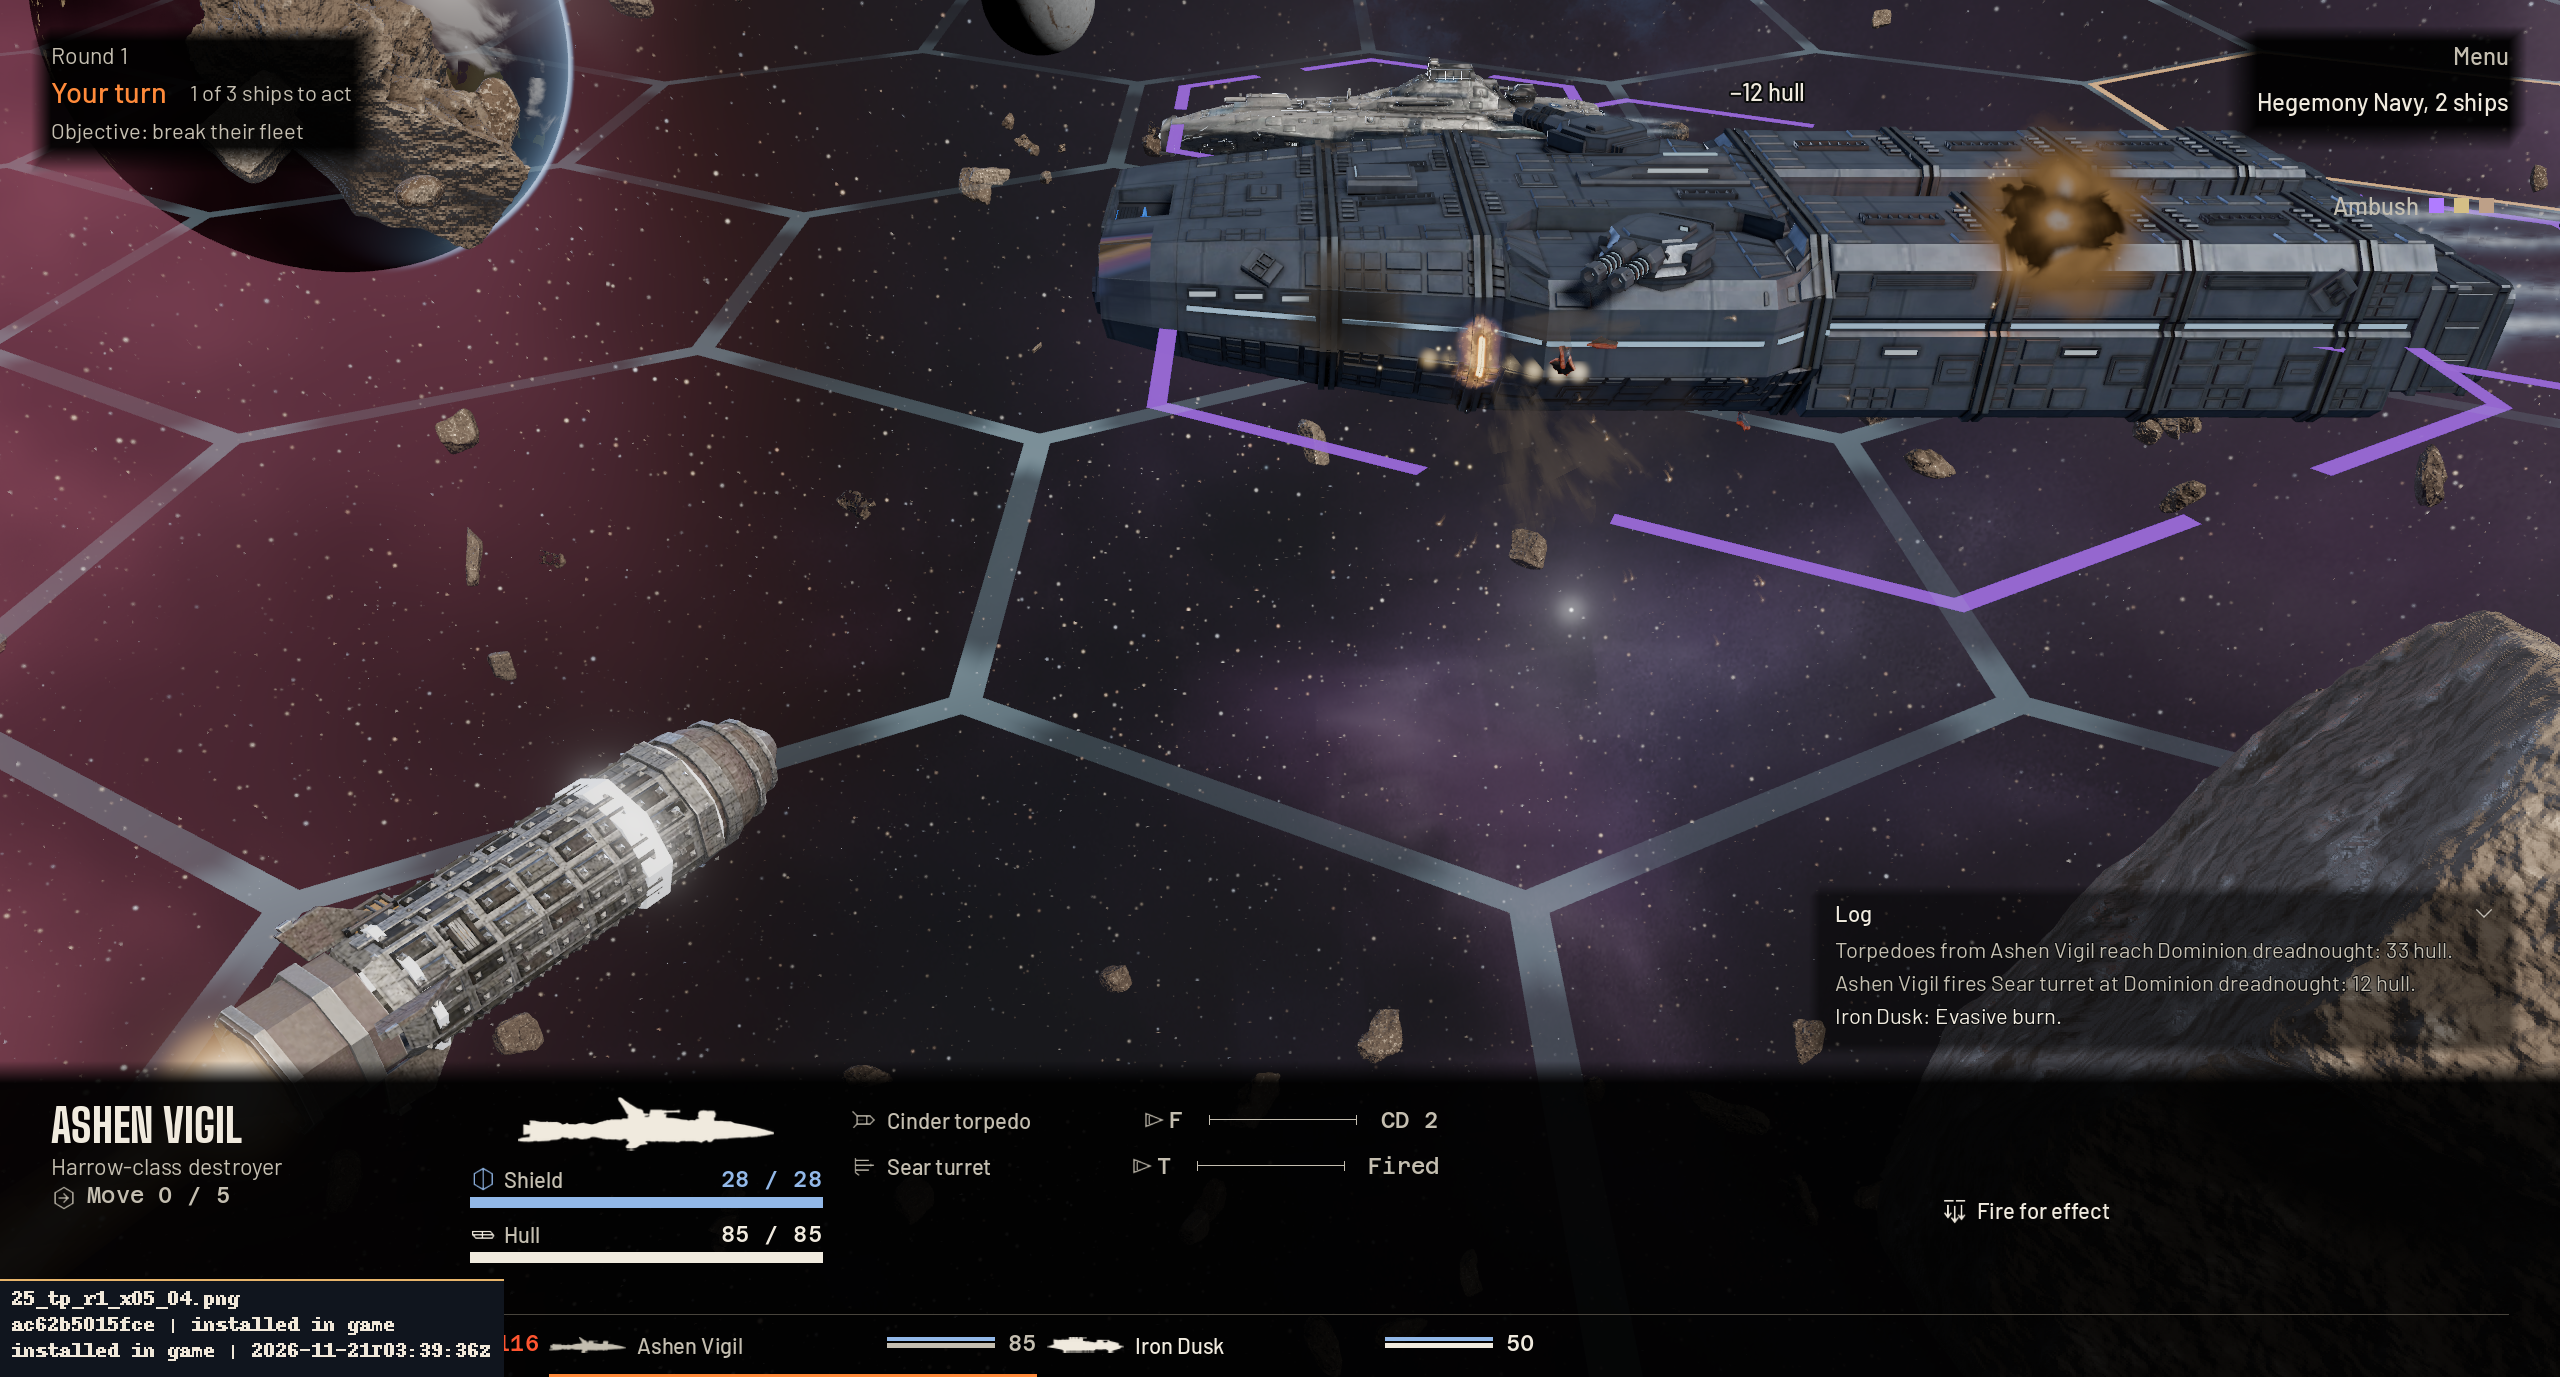 Round 1
Your turn 1 of 3 ships to act
Objective: break their fleet
Menu
Hegemony Navy, 2 ships
-12 hull
Ambush
Log
Torpedoes from Ashen Vigil reach Dominion dreadnought: 33 hull.
Ashen Vigil fires Sear turret at Dominion dreadnought: 12 hull.
Iron Dusk: Evasive burn.
ASHEN VIGIL
Harrow-class destroyer
Move 0 / 5
Shield 28 / 28
Hull 85 / 85
Cinder torpedo F CD 2
Sear turret T Fired
Fire for effect
25_tp_r1_x05_04.png
ac62b5015fce | installed in game
installed in game | 2026-11-21T03:39:36Z
116 Ashen Vigil 85 Iron Dusk 50